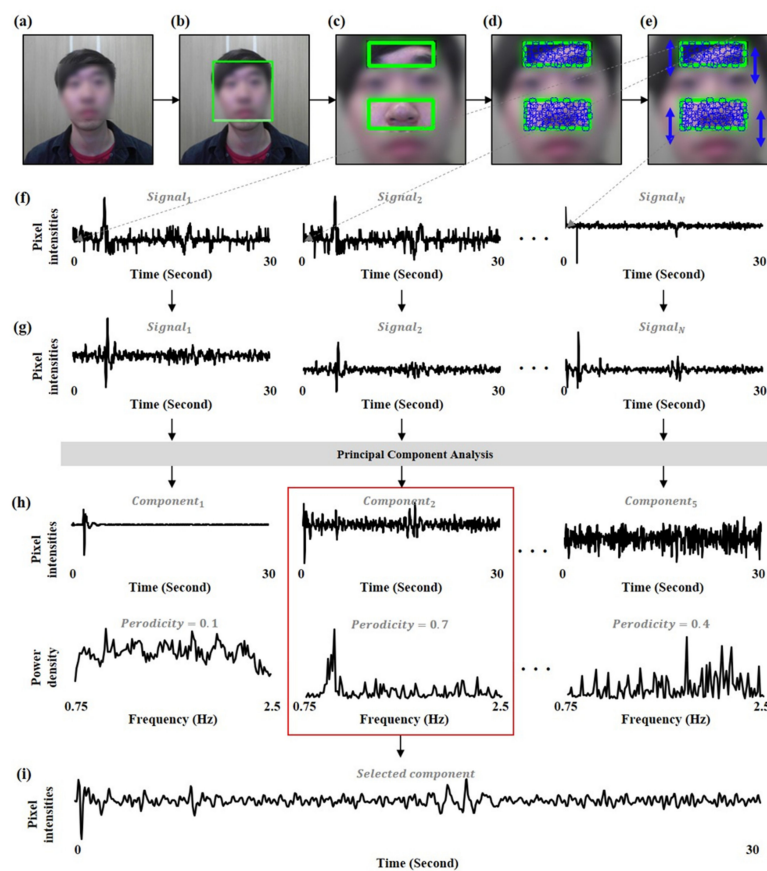 (a) (b) (c) (d) (e)
(f) Signal₁ Signal₂ Signal_N
Pixel intensities
0 30 0 30 0 30
. . .
Time (Second) Time (Second) Time (Second)
(g) Signal₁ Signal₂ Signal_N
Pixel intensities
0 30 0 30 0 30
. . .
Time (Second) Time (Second) Time (Second)
Principal Component Analysis
(h) Component₁ Component₂ Component₅
Pixel intensities
0 30 0 30 0 30
. . .
Time (Second) Time (Second) Time (Second)
Perodicity = 0.1 Perodicity = 0.7 Perodicity = 0.4
Power density
. . .
0.75 2.5 0.75 2.5 0.75 2.5
Frequency (Hz) Frequency (Hz) Frequency (Hz)
(i) Selected component
Pixel intensities
0 30
Time (Second)